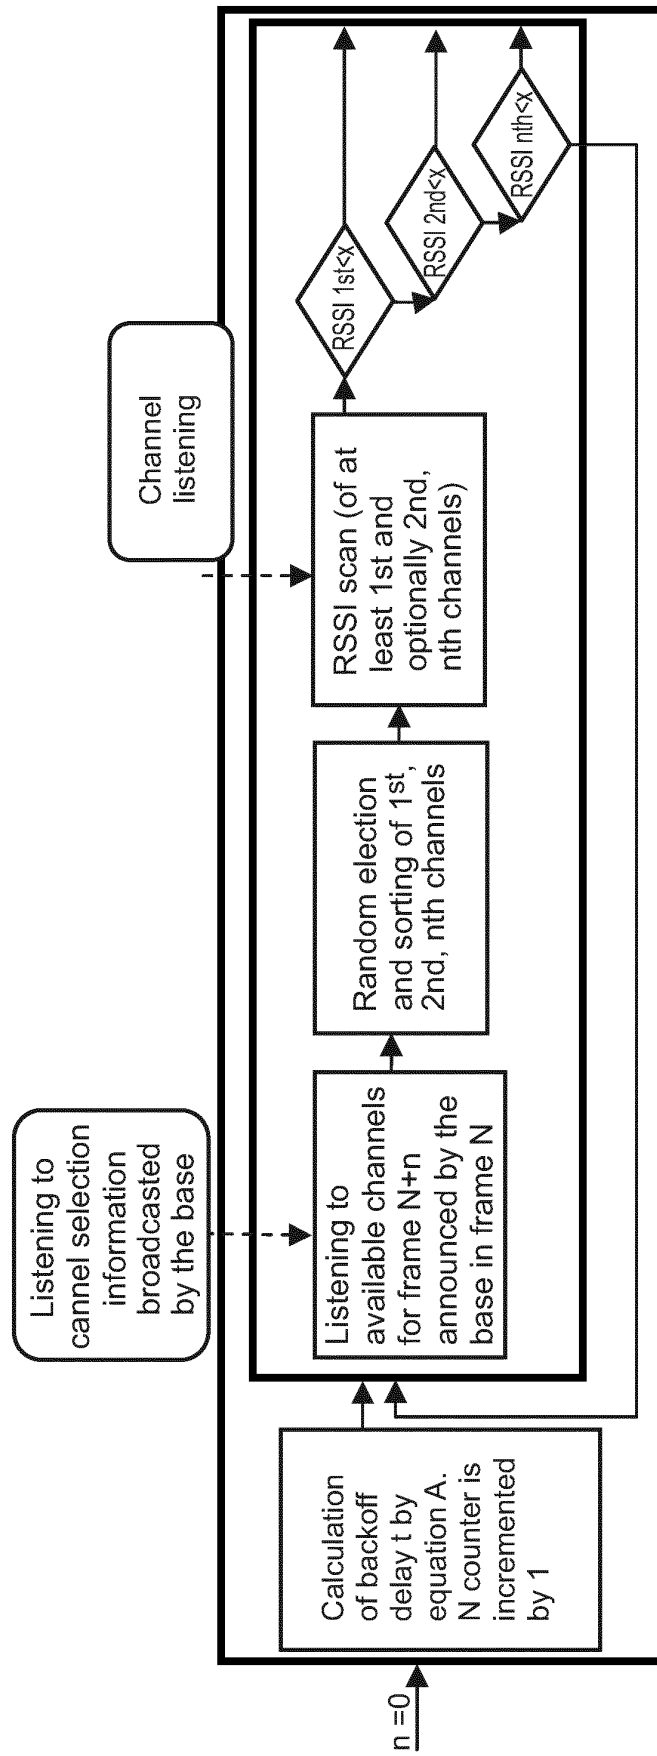 n =0
Calculation
of backoff
delay t by
equation A.
N counter is
incremented
by 1
Listening to
cannel selection
information
broadcasted
by the base
Listening to
available channels
for frame N+n
announced by the
base in frame N
Random election
and sorting of 1st,
2nd, nth channels
Channel
listening
RSSI scan (of at
least 1st and
optionally 2nd,
nth channels)
RSSI 1st<x
RSSI 2nd<x
RSSI nth<x